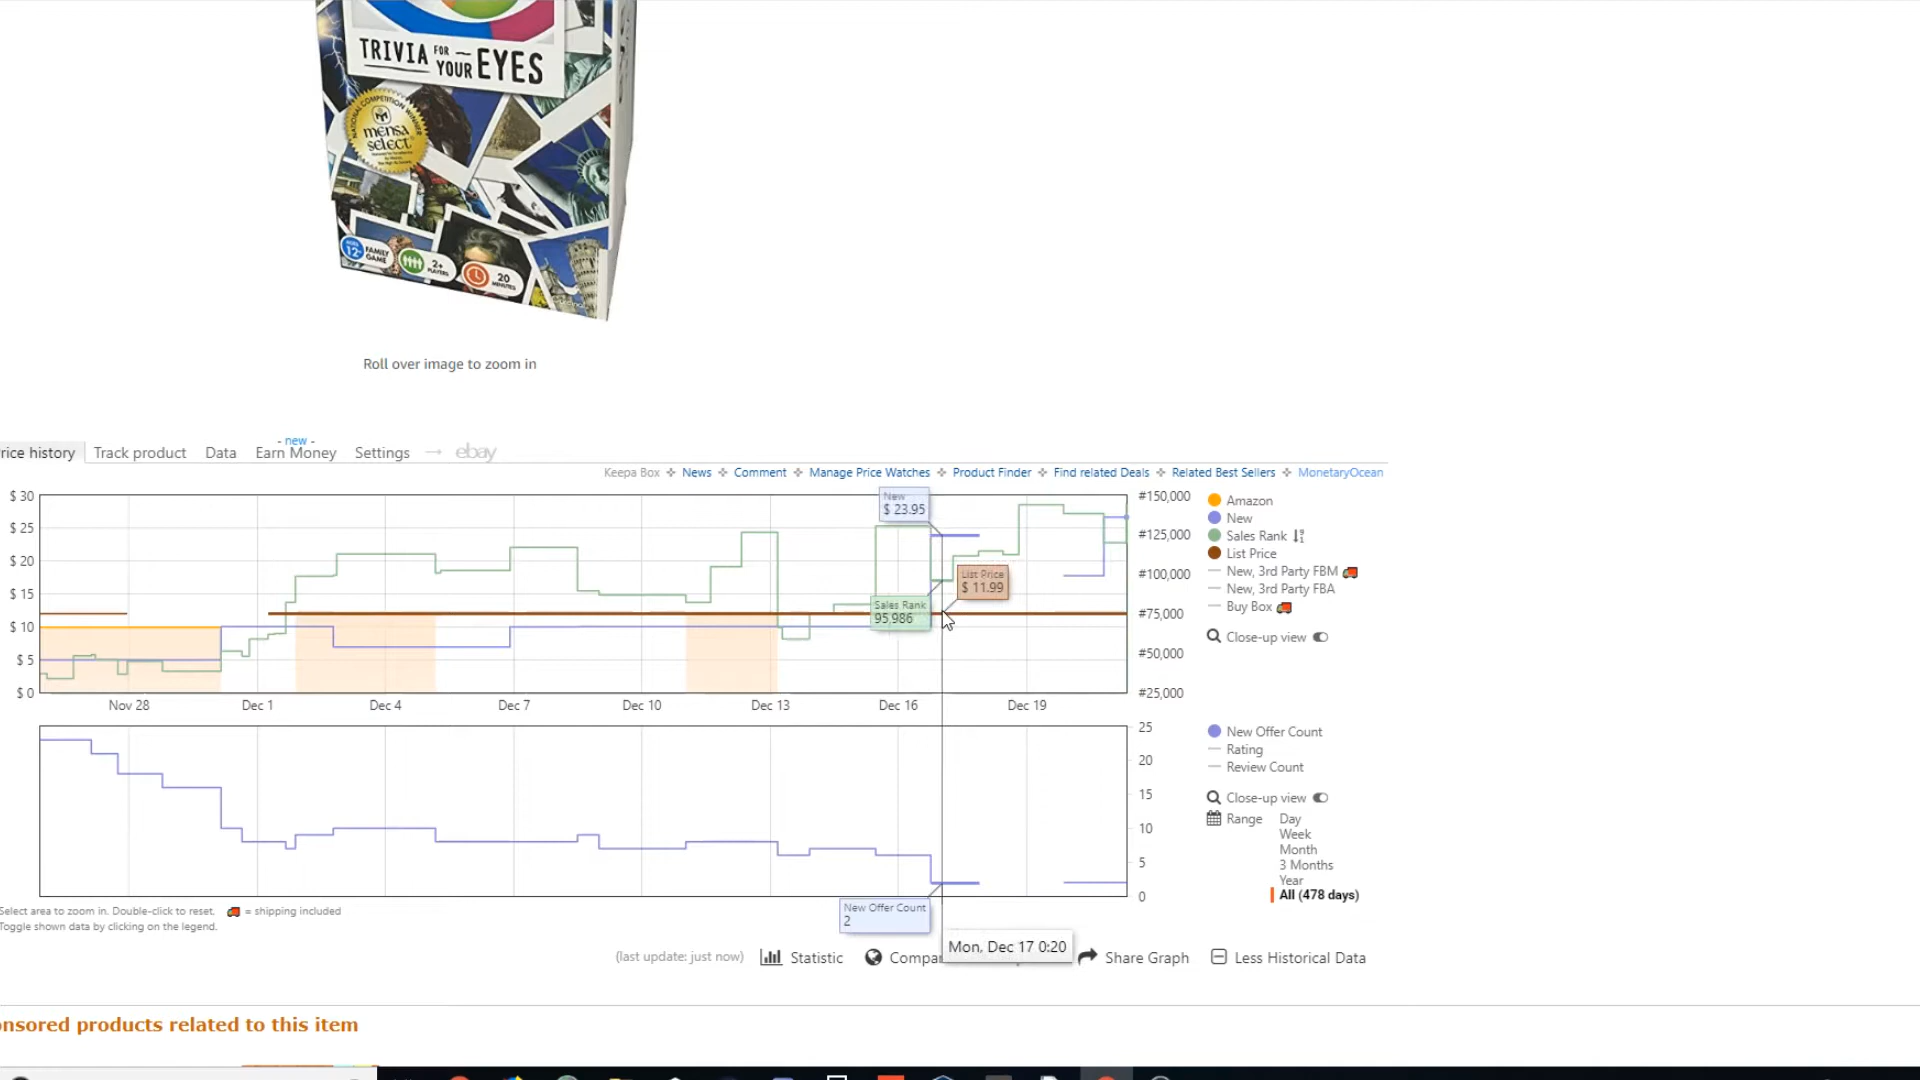 TRIVIA FOR YOUR EYES
NATIONAL COMPETITION WINNER
mensa
SELECT
AGES 12+
FAMILY GAME
2+ PLAYERS
20 MINUTES
Roll over image to zoom in
rice history
Track product
Data
- new -
Earn Money
Settings
ebay
Keepa Box
News
Comment
Manage Price Watches
Product Finder
Find related Deals
Related Best Sellers
MonetaryOcean
$ 30
$ 25
$ 20
$ 15
$ 10
$ 5
$ 0
New
$ 23.95
List Price
$ 11.99
Sales Rank
95,986
#150,000
#125,000
#100,000
#75,000
#50,000
#25,000
Amazon
New
Sales Rank
List Price
New, 3rd Party FBM
New, 3rd Party FBA
Buy Box
Close-up view
Nov 28
Dec 1
Dec 4
Dec 7
Dec 10
Dec 13
Dec 16
Dec 19
25
20
15
10
5
0
New Offer Count
Rating
Review Count
Close-up view
Range
Day
Week
Month
3 Months
Year
All (478 days)
New Offer Count
2
Mon, Dec 17 0:20
Select area to zoom in. Double-click to reset.
= shipping included
Toggle shown data by clicking on the legend.
(last update: just now)
Statistic
Compar
Share Graph
Less Historical Data
onsored products related to this item